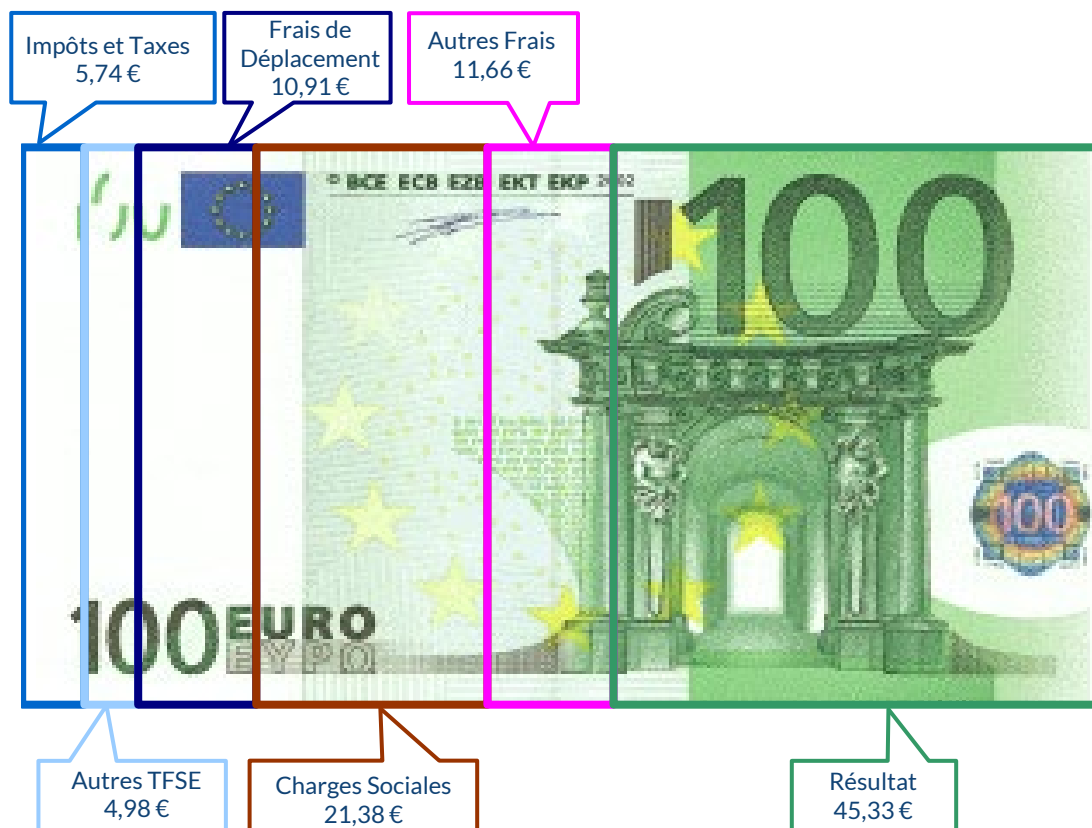 Impôts et Taxes
5,74 €
Frais de
Déplacement
10,91 €
Autres Frais
11,66 €
BCE ECB EZB EKT EKP 2002
100
100
100 EURO
ΕΥΡΩ
Autres TFSE
4,98 €
Charges Sociales
21,38 €
Résultat
45,33 €